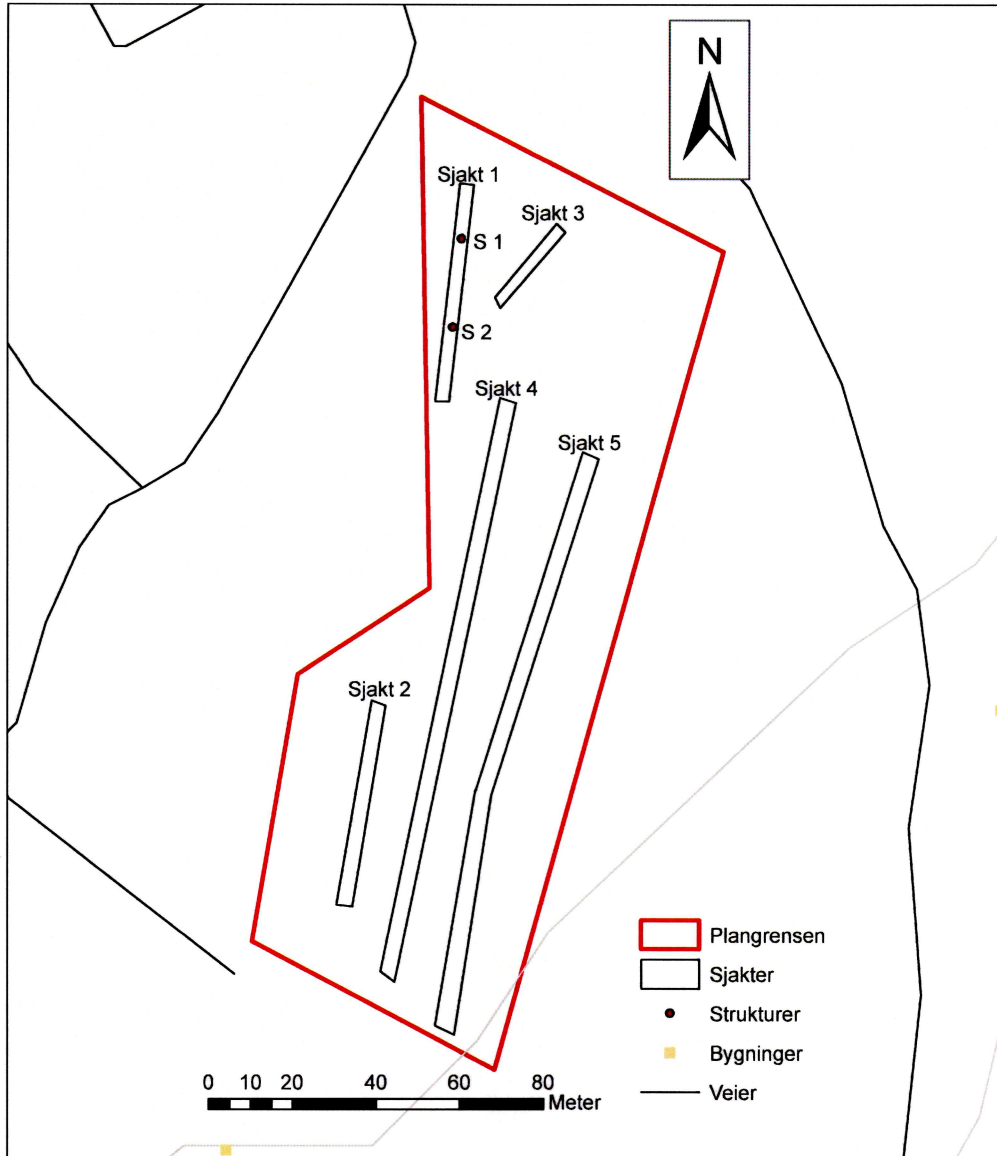 N
Sjakt 1
Sjakt 3
S 1
S 2
Sjakt 4
Sjakt 5
Sjakt 2
Plangrensen
Sjakter
Strukturer
Bygninger
Veier
0 10 20 40 60 80
Meter